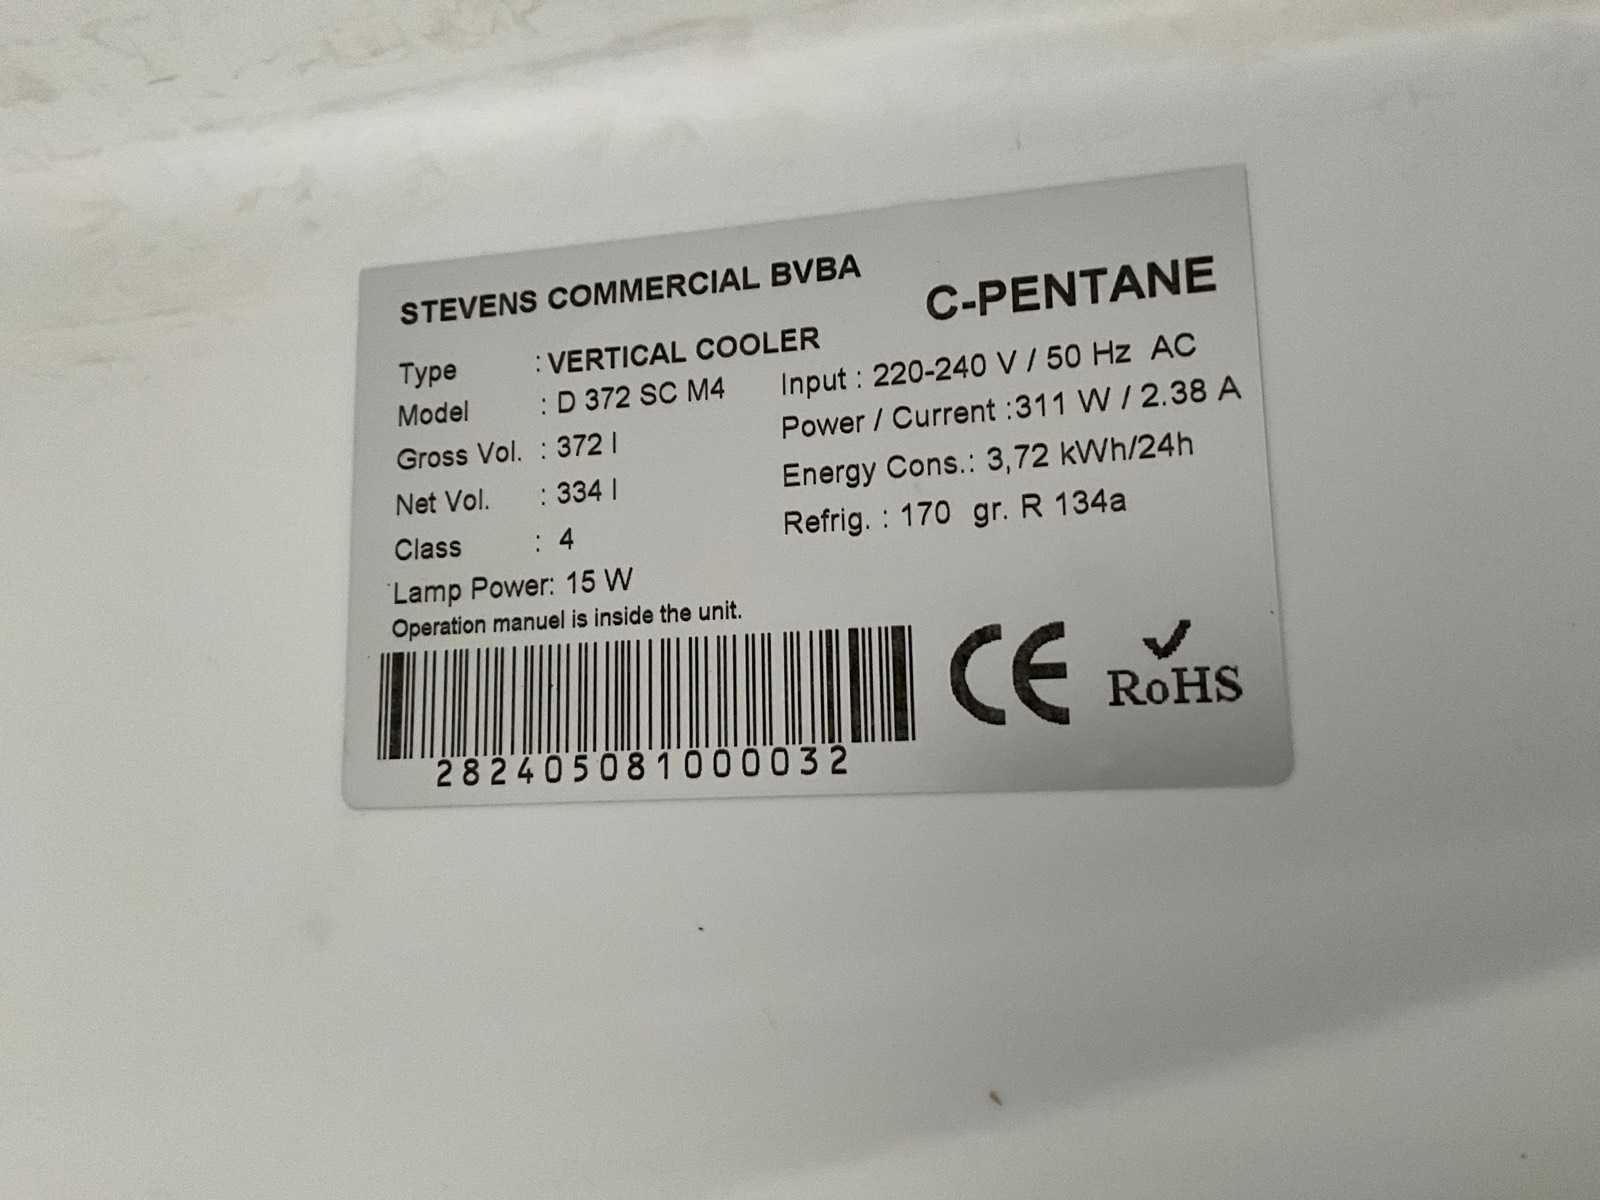 STEVENS COMMERCIAL BVBA
C-PENTANE
Type : VERTICAL COOLER
Model : D 372 SC M4
Gross Vol. : 372 l
Net Vol. : 334 l
Class : 4
Lamp Power: 15 W
Input : 220-240 V / 50 Hz AC
Power / Current :311 W / 2.38 A
Energy Cons.: 3,72 kWh/24h
Refrig. : 170 gr. R 134a
Operation manuel is inside the unit.
282405081000032
CE
RoHS